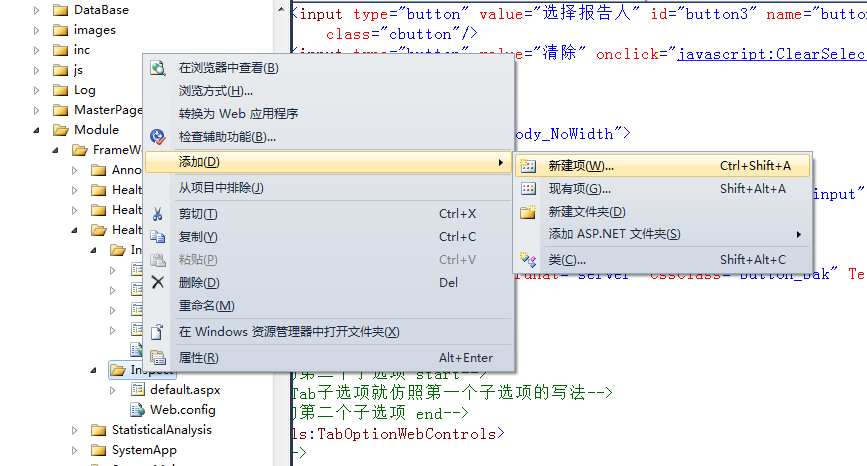 DataBase
images
inc
js
Log
MasterPage
Module
FrameW
Anno
Healt
Healt
Healt
In
Inspect
default.aspx
Web.config
StatisticalAnalysis
SystemApp
在浏览器中查看(B)
浏览方式(H)...
转换为 Web 应用程序
检查辅助功能(B)...
添加(D)
从项目中排除(J)
剪切(T) Ctrl+X
复制(Y) Ctrl+C
粘贴(P) Ctrl+V
删除(D) Del
重命名(M)
在 Windows 资源管理器中打开文件夹(X)
属性(R) Alt+Enter
新建项(W)... Ctrl+Shift+A
现有项(G)... Shift+Alt+A
新建文件夹(D)
添加 ASP.NET 文件夹(S)
类(C)... Shift+Alt+C
<input type="button" value="选择报告人" id="button3" name="button
class="cbutton"/>
<input type="button" value="清除" onclick="javascript:ClearSelec
ody_NoWidth">
input"
runat="server" CssClass="button_bak" Te
第二个子选项 start-->
Tab子选项就仿照第一个子选项的写法-->
第二个子选项 end-->
ls:TabOptionWebControls>
>